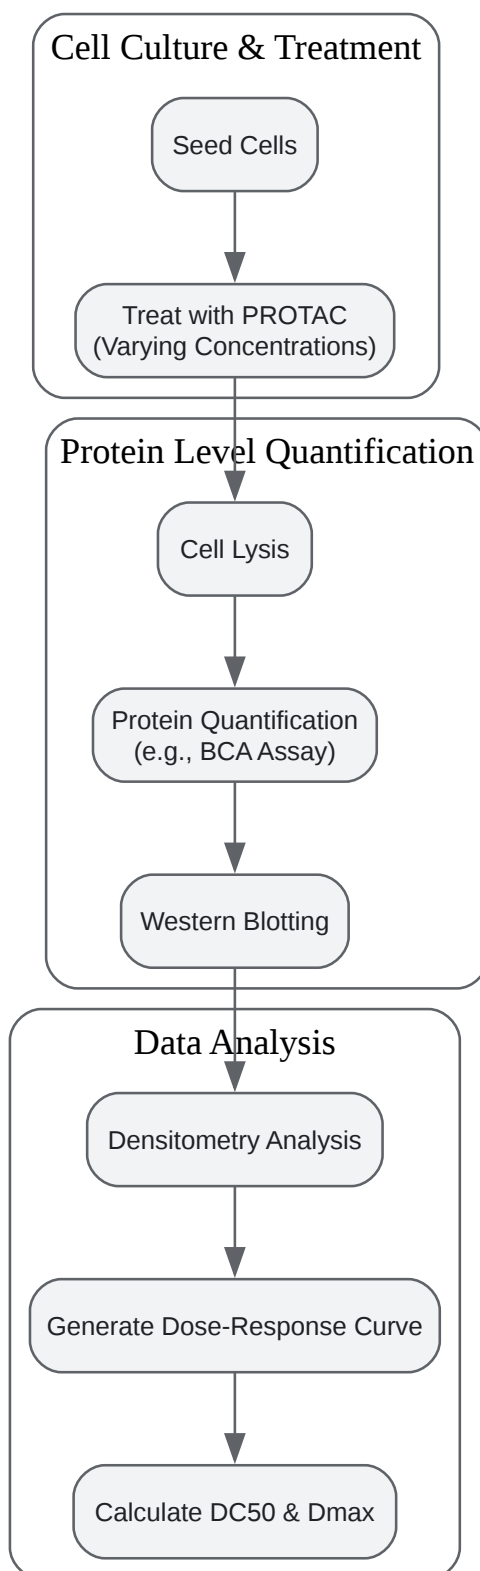 Cell Culture & Treatment
Seed Cells
Treat with PROTAC
(Varying Concentrations)
Protein Level Quantification
Cell Lysis
Protein Quantification
(e.g., BCA Assay)
Western Blotting
Data Analysis
Densitometry Analysis
Generate Dose-Response Curve
Calculate DC50 & Dmax